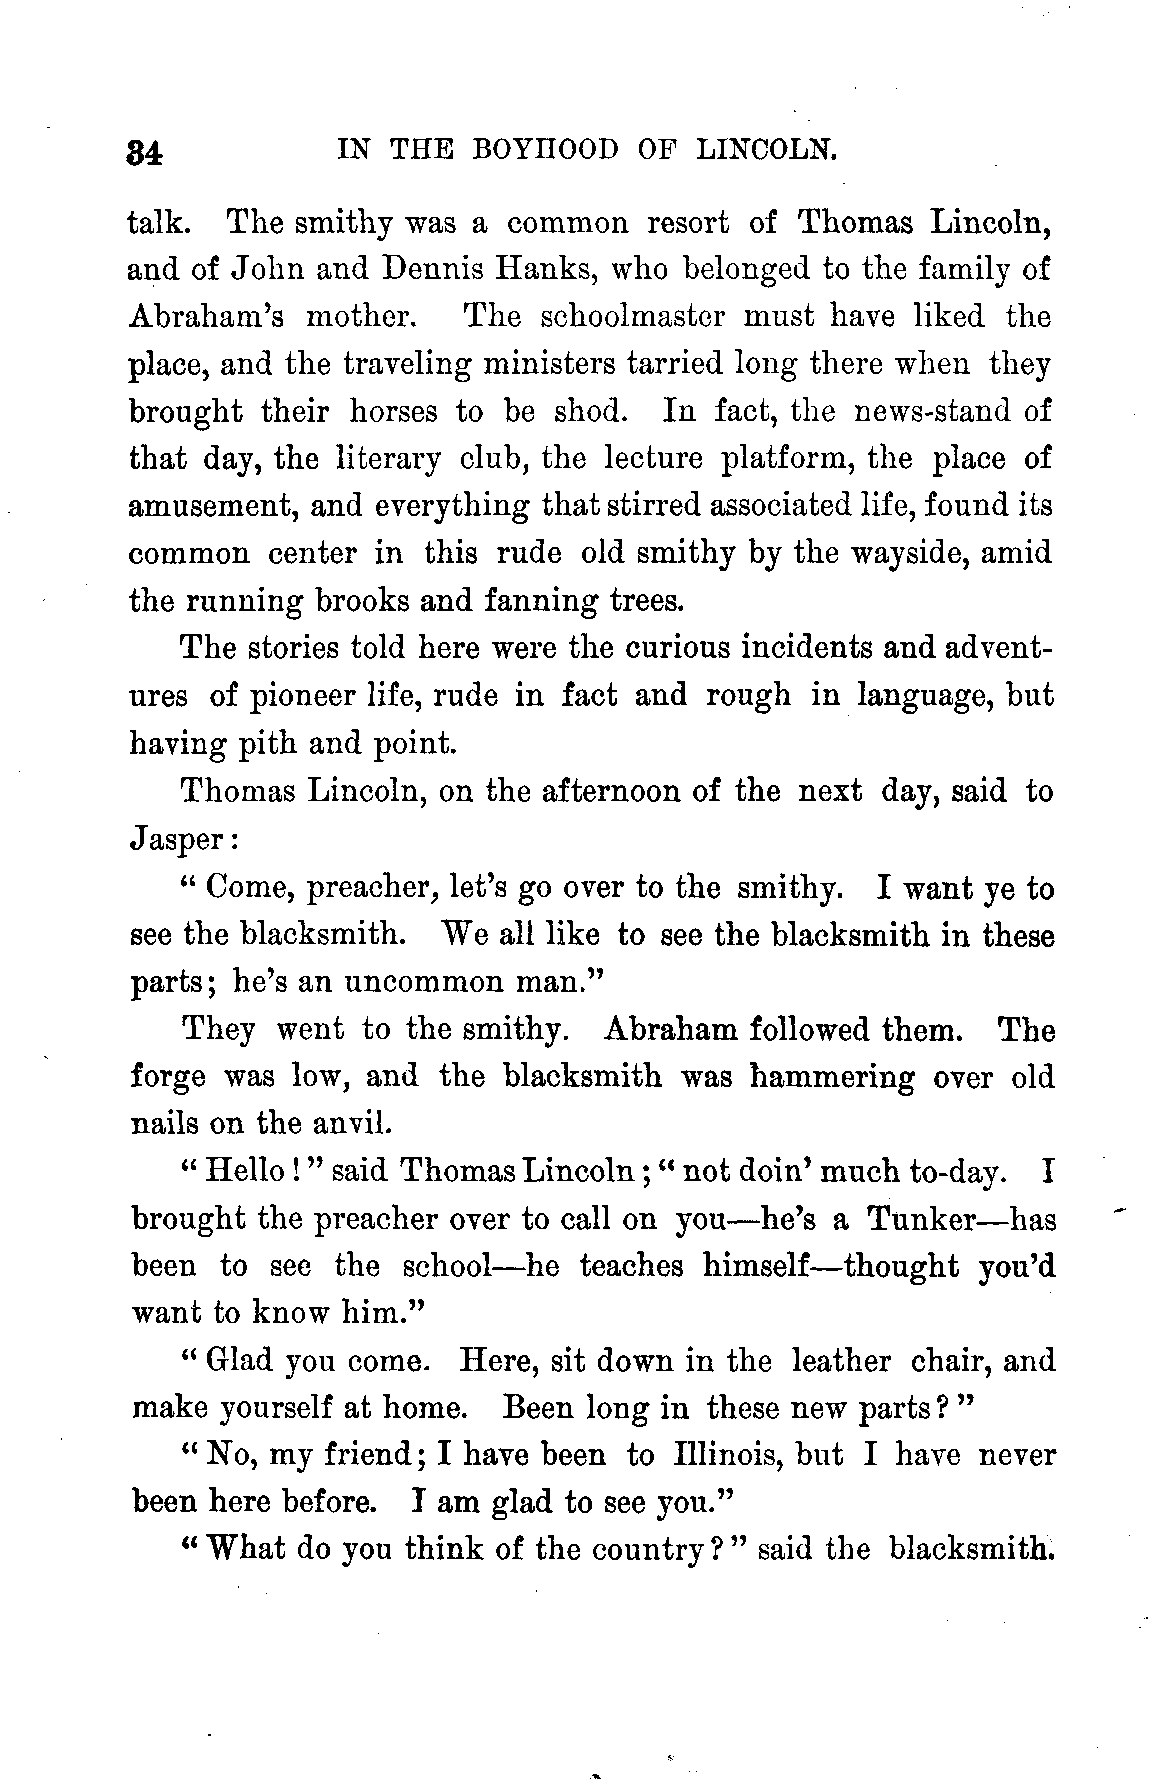 34 IN THE BOYHOOD OF LINCOLN.
talk. The smithy was a common resort of Thomas Lincoln,
and of John and Dennis Hanks, who belonged to the family of
Abraham's mother. The schoolmaster must have liked the
place, and the traveling ministers tarried long there when they
brought their horses to be shod. In fact, the news-stand of
that day, the literary club, the lecture platform, the place of
amusement, and everything that stirred associated life, found its
common center in this rude old smithy by the wayside, amid
the running brooks and fanning trees.
The stories told here were the curious incidents and advent-
ures of pioneer life, rude in fact and rough in language, but
having pith and point.
Thomas Lincoln, on the afternoon of the next day, said to
Jasper:
"Come, preacher, let's go over to the smithy. I want ye to
see the blacksmith. We all like to see the blacksmith in these
parts; he's an uncommon man."
They went to the smithy. Abraham followed them. The
forge was low, and the blacksmith was hammering over old
nails on the anvil.
"Hello!" said Thomas Lincoln; "not doin' much to-day. I
brought the preacher over to call on you—he's a Tunker—has
been to see the school—he teaches himself—thought you'd
want to know him."
"Glad you come. Here, sit down in the leather chair, and
make yourself at home. Been long in these new parts?"
"No, my friend; I have been to Illinois, but I have never
been here before. I am glad to see you."
"What do you think of the country?" said the blacksmith.